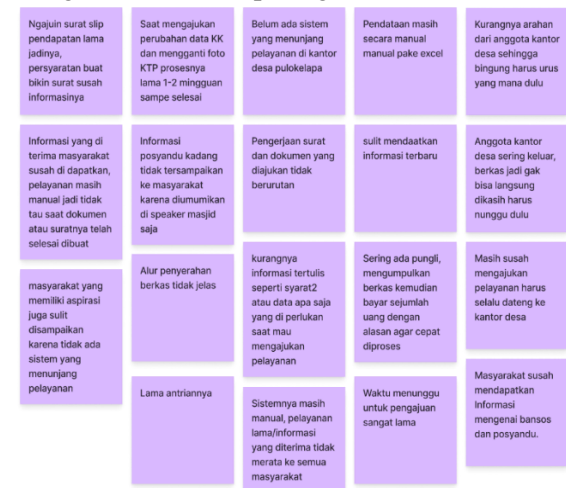 Ngajuin surat slip
pendapatan lama
jadinya,
persyaratan buat
bikin surat susah
informasinya
Saat mengajukan
perubahan data KK
dan mengganti foto
KTP prosesnya
lama 1-2 mingguan
sampe selesai
Belum ada sistem
yang menunjang
pelayanan di kantor
desa pulokelapa
Pendataan masih
secara manual
manual pake excel
Kurangnya arahan
dari anggota kantor
desa sehingga
bingung harus urus
yang mana dulu
Informasi yang di
terima masyarakat
susah di dapatkan,
pelayanan masih
manual jadi tidak
tau saat dokumen
atau suratnya telah
selesai dibuat
Informasi
posyandu kadang
tidak tersampaikan
ke masyarakat
karena diumumikan
di speaker masjid
saja
Pengerjaan surat
dan dokumen yang
diajukan tidak
berurutan
sulit mendaatkan
informasi terbaru
Anggota kantor
desa sering keluar,
berkas jadi gak
bisa langsung
dikasih harus
nunggu dulu
masyarakat yang
memiliki aspirasi
juga sulit
disampaikan
karena tidak ada
sistem yang
menunjang
pelayanan
Alur penyerahan
berkas tidak jelas
kurangnya
informasi tertulis
seperti syarat2
atau data apa saja
yang di perlukan
saat mau
mengajukan
pelayanan
Sering ada pungli,
mengumpulkan
berkas kemudian
bayar sejumlah
uang dengan
alasan agar cepat
diproses
Masih susah
mengajukan
pelayanan harus
selalu dateng ke
kantor desa
Lama antriannya
Sistemnya masih
manual, pelayanan
lama/informasi
yang diterima tidak
merata ke semua
masyarakat
Waktu menunggu
untuk pengajuan
sangat lama
Masyarakat susah
mendapatkan
Informasi
mengenai bansos
dan posyandu.